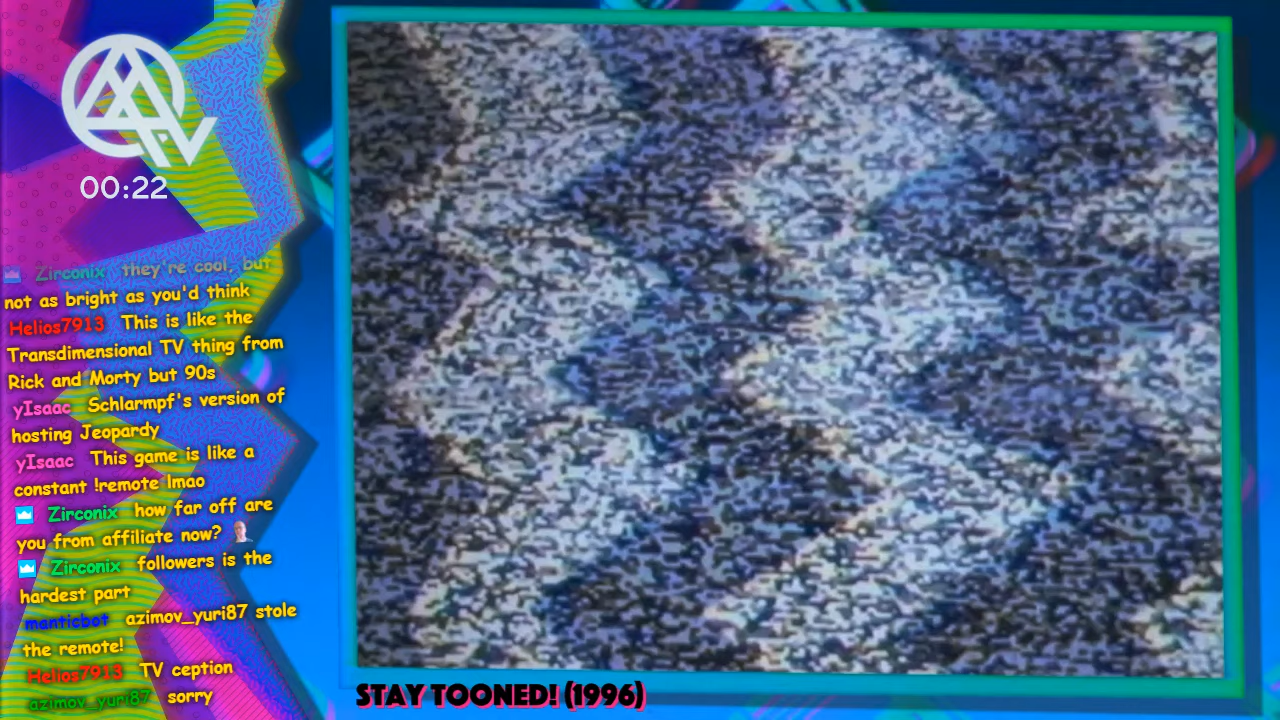 00:22
Zirconix they're cool, but
not as bright as you'd think
Helios7913 This is like the
Transdimensional TV thing from
Rick and Morty but 90s
yIsaac Schlarmpf's version of
hosting Jeopardy
yIsaac This game is like a
constant !remote lmao
Zirconix how far off are
you from affiliate now?
Zirconix followers is the
hardest part
manticbot azimov_yuri87 stole
the remote!
Helios7913 TV ception
azimov_yuri87 sorry
STAY TOONED! (1996)